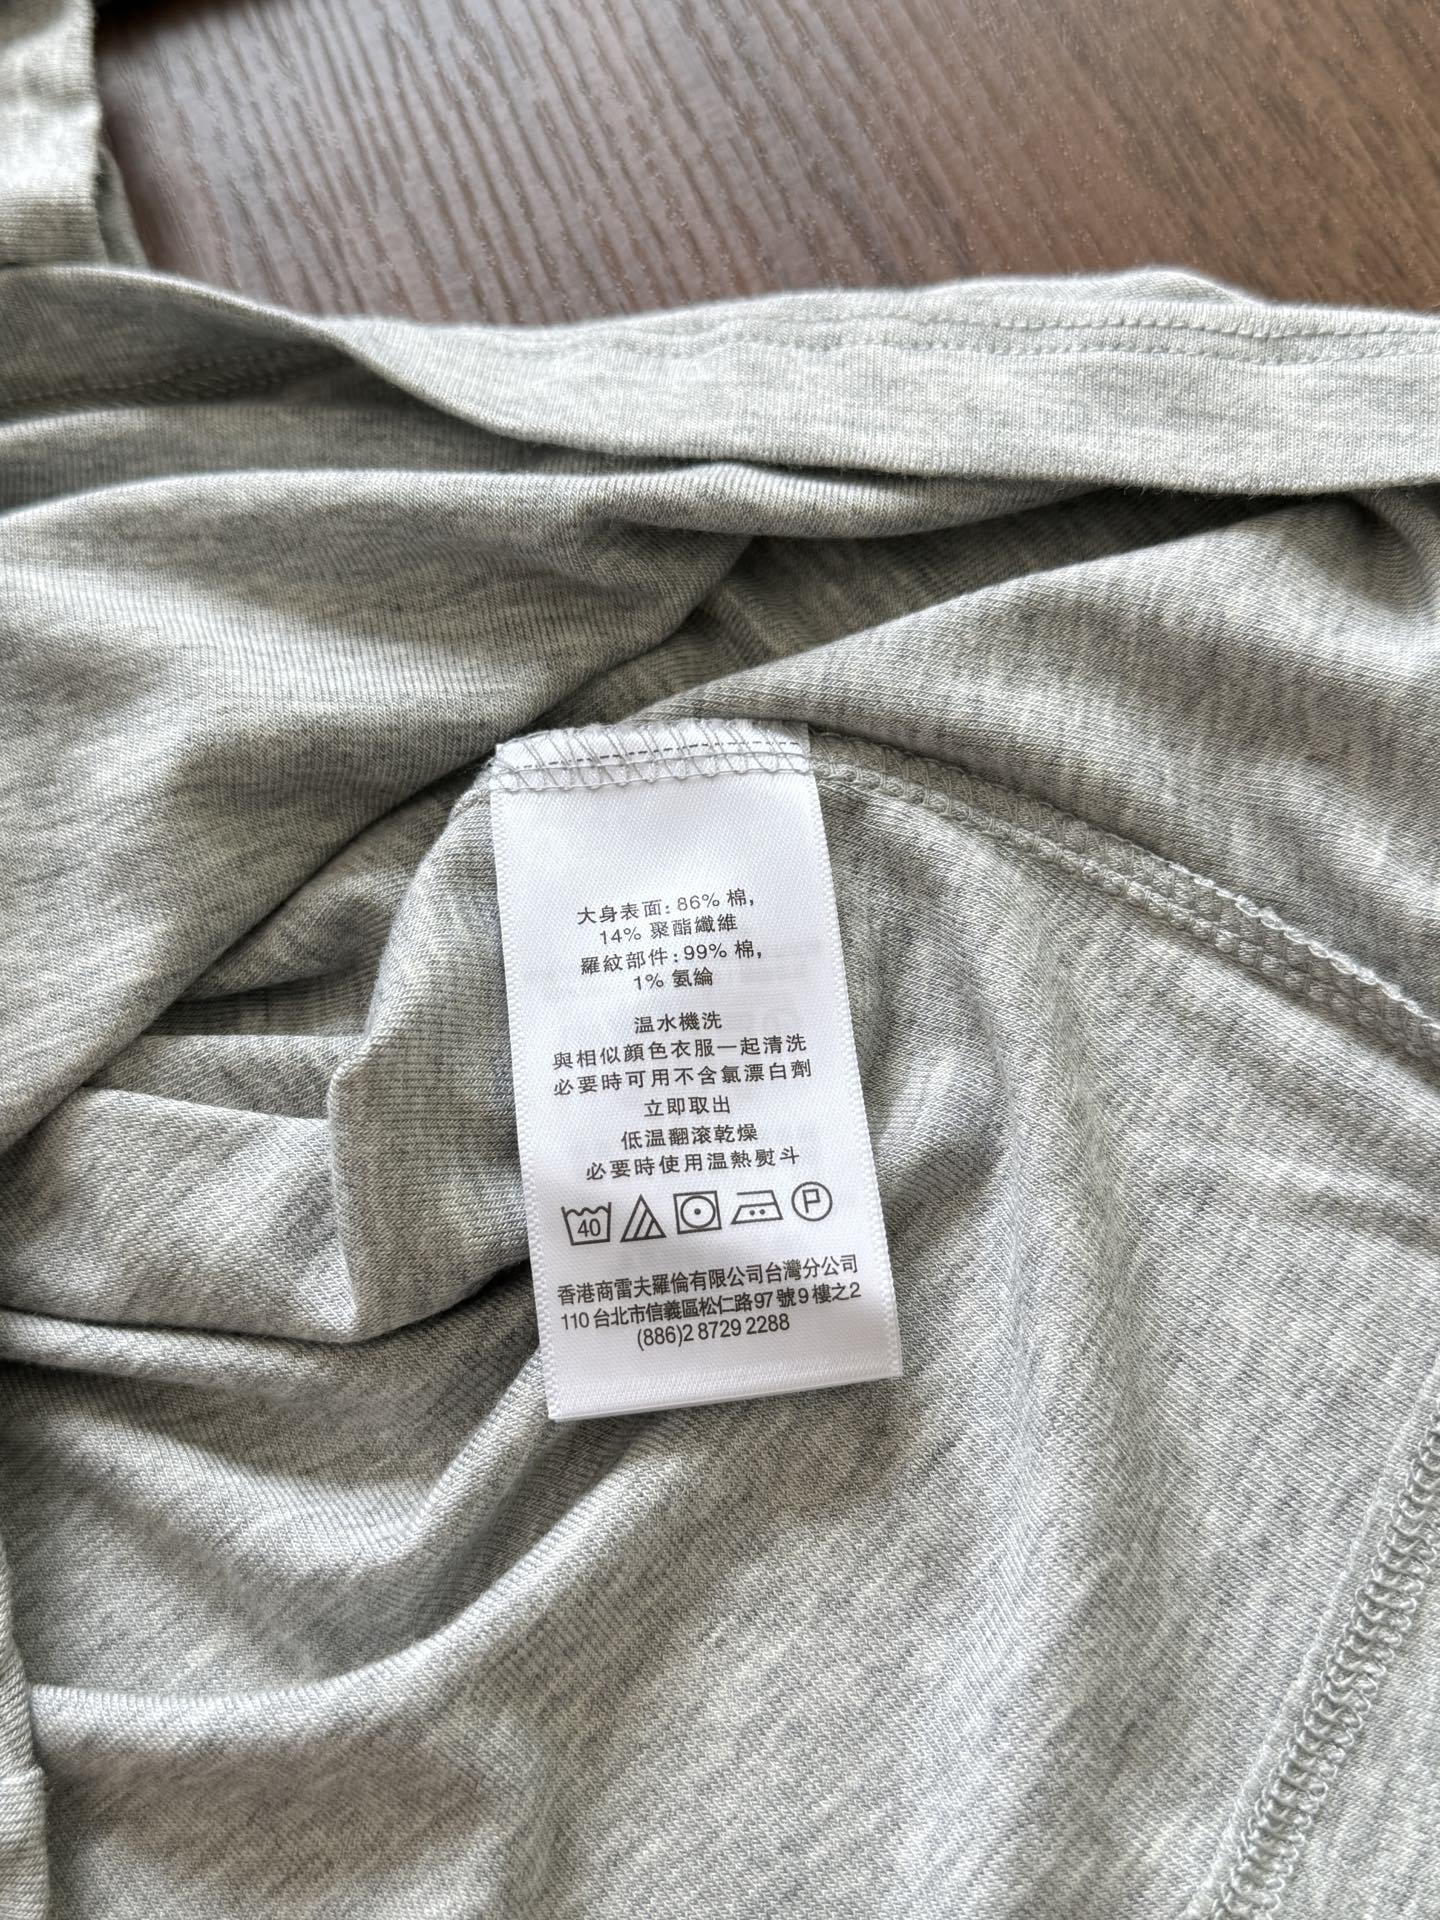 大身表面: 86% 棉,
14% 聚酯纖維
羅紋部件: 99% 棉,
1% 氨綸
温水機洗
與相似顏色衣服一起清洗
必要時可用不含氯漂白劑
立即取出
低温翻滾乾燥
必要時使用温熱熨斗
40 P
香港商雷夫羅倫有限公司台灣分公司
110 台北市信義區松仁路 97 號 9 樓之2
(886)2 8729 2288